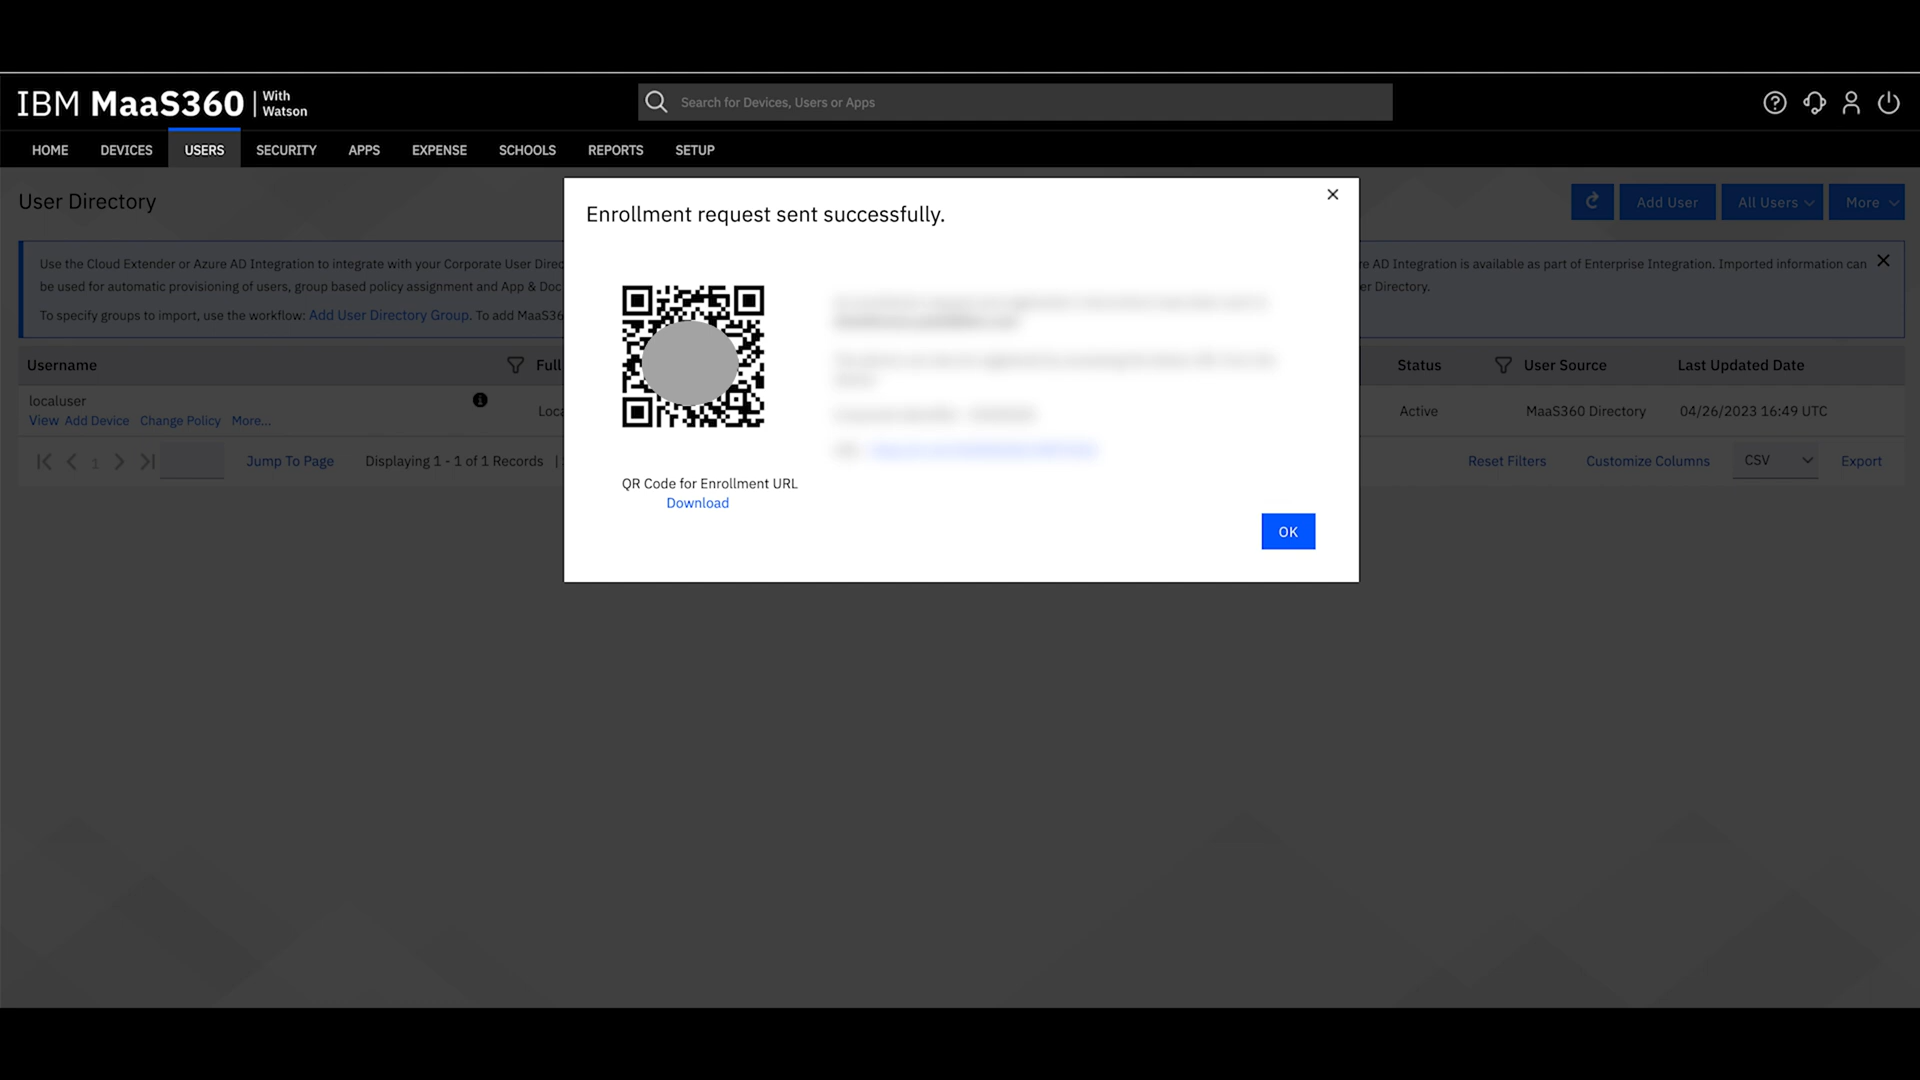 IBM MaaS360 | With Watson
Search for Devices, Users or Apps
HOME DEVICES USERS SECURITY APPS EXPENSE SCHOOLS REPORTS SETUP
User Directory
Add User All Users More
Enrollment request sent successfully.
Use the Cloud Extender or Azure AD Integration to integrate with your Corporate User Direc
e AD Integration is available as part of Enterprise Integration. Imported information can
be used for automatic provisioning of users, group based policy assignment and App & Doc
er Directory.
To specify groups to import, use the workflow: Add User Directory Group. To add MaaS36
Username Full Status User Source Last Updated Date
localuser
View Add Device Change Policy More...
Loca Active MaaS360 Directory 04/26/2023 16:49 UTC
1 Jump To Page Displaying 1 - 1 of 1 Records | Reset Filters Customize Columns CSV Export
QR Code for Enrollment URL
Download
OK